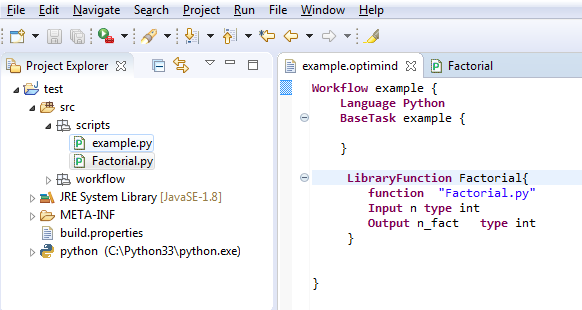 File Edit Navigate Search Project Run File Window Help
Project Explorer
test
src
scripts
example.py
Factorial.py
workflow
JRE System Library [JavaSE-1.8]
META-INF
build.properties
python (C:\Python33\python.exe)
example.optimind Factorial
Workflow example {
Language Python
BaseTask example {
}
LibraryFunction Factorial{
function "Factorial.py"
Input n type int
Output n_fact type int
}
}